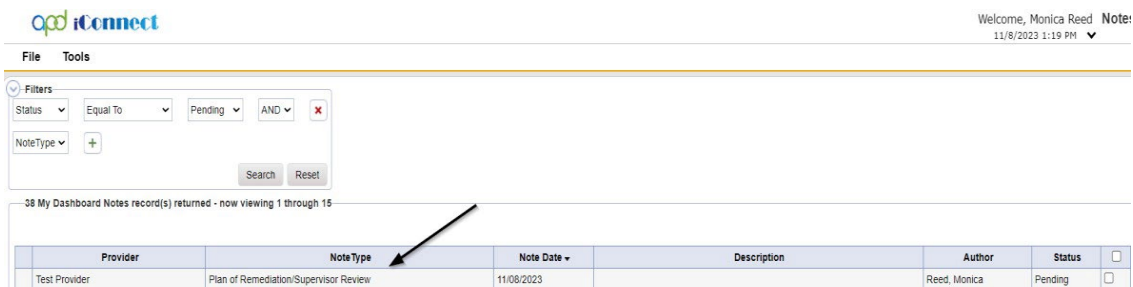 apd iConnect
Welcome, Monica Reed Notes
11/8/2023 1:19 PM
File Tools
Filters
Status Equal To Pending AND
NoteType
Search Reset
38 My Dashboard Notes record(s) returned - now viewing 1 through 15
Provider NoteType Note Date Description Author Status
Test Provider Plan of Remediation/Supervisor Review 11/08/2023 Reed, Monica Pending